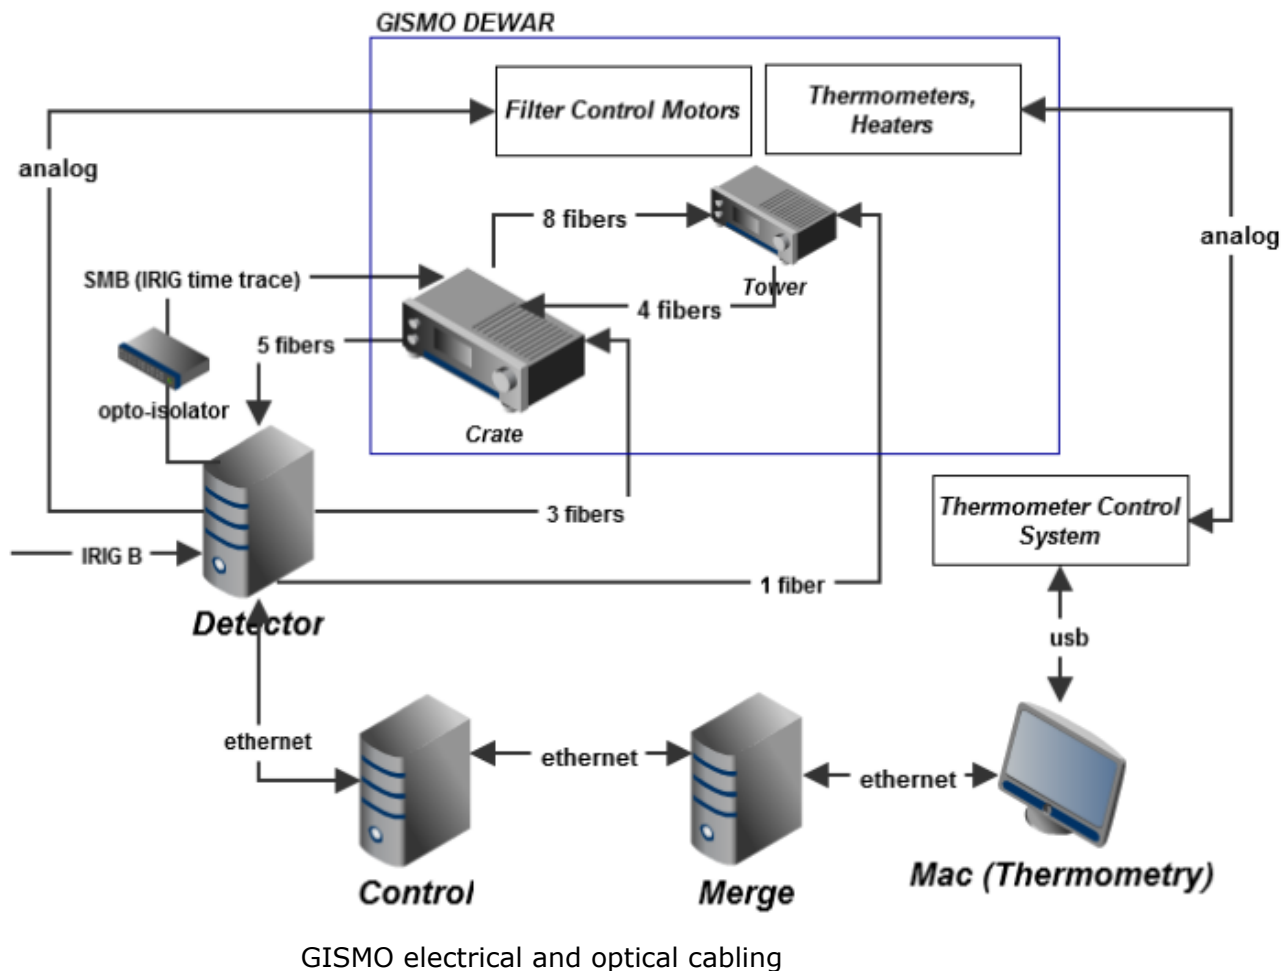 GISMO DEWAR
Filter Control Motors
Thermometers,
Heaters
analog
8 fibers
analog
SMB (IRIG time trace)
Tower
4 fibers
5 fibers
opto-isolator
Crate
Thermometer Control
System
3 fibers
IRIG B
1 fiber
Detector
usb
ethernet
ethernet
ethernet
Control
Merge
Mac (Thermometry)
GISMO electrical and optical cabling